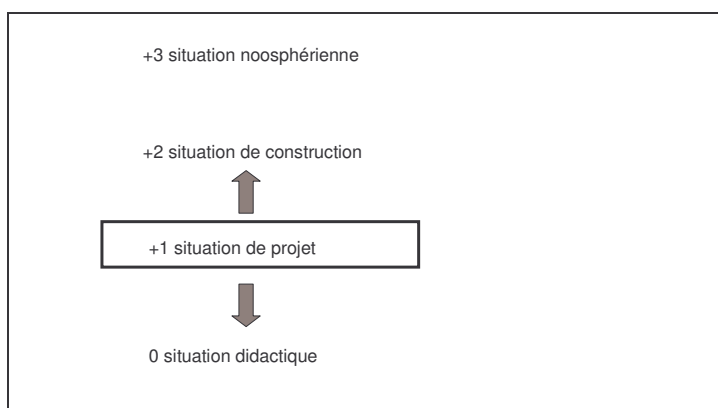 +3 situation noosphérienne
+2 situation de construction
+1 situation de projet
0 situation didactique